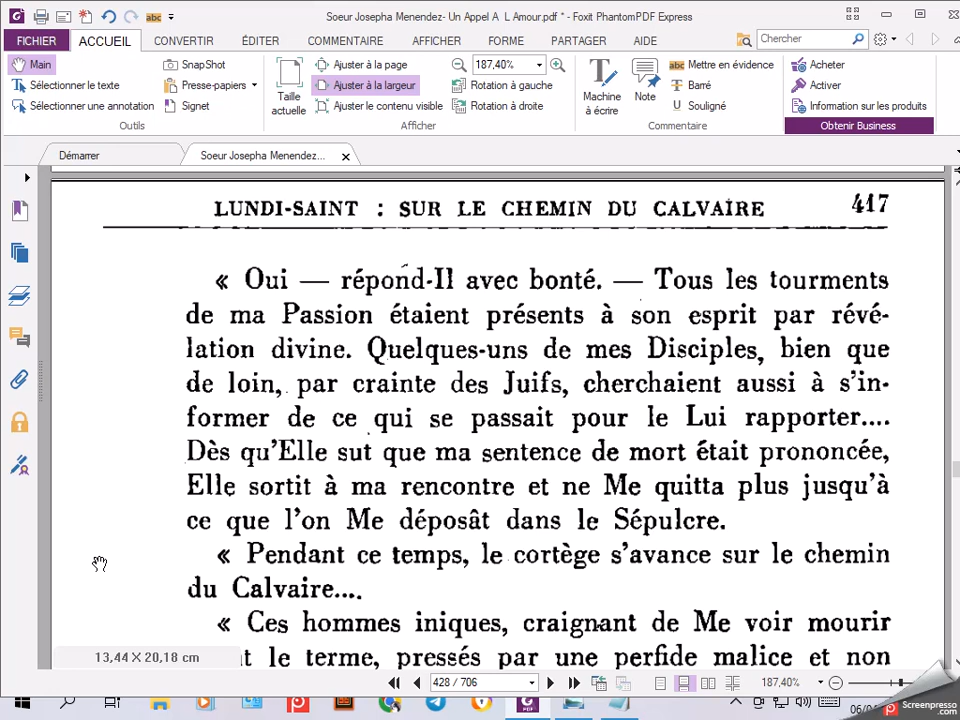 Soeur Josepha Menendez- Un Appel A L Amour.pdf * - Foxit PhantomPDF Express
FICHIER ACCUEIL CONVERTIR ÉDITER COMMENTAIRE AFFICHER FORME PARTAGER AIDE Chercher
Main SnapShot Ajuster à la page 187,40% abc Mettre en évidence Acheter
Sélectionner le texte Presse-papiers Taille actuelle Ajuster à la largeur Rotation à gauche Machine à écrire Note Barré Activer
Sélectionner une annotation Signet Ajuster le contenu visible Rotation à droite Souligné Information sur les produits
Outils Afficher Commentaire Obtenir Business
Démarrer Soeur Josepha Menendez...
LUNDI-SAINT : SUR LE CHEMIN DU CALVAIRE 417
« Oui — répond-Il avec bonté. — Tous les tourments
de ma Passion étaient présents à son esprit par révé-
lation divine. Quelques-uns de mes Disciples, bien que
de loin, par crainte des Juifs, cherchaient aussi à s'in-
former de ce qui se passait pour le Lui rapporter....
Dès qu'Elle sut que ma sentence de mort était prononcée,
Elle sortit à ma rencontre et ne Me quitta plus jusqu'à
ce que l'on Me déposât dans le Sépulcre.
« Pendant ce temps, le cortège s'avance sur le chemin
du Calvaire....
« Ces hommes iniques, craignant de Me voir mourir
t le terme, pressés par une perfide malice et non
13,44 X 20,18 cm
428 / 706 187,40%
Screenpresso
.com